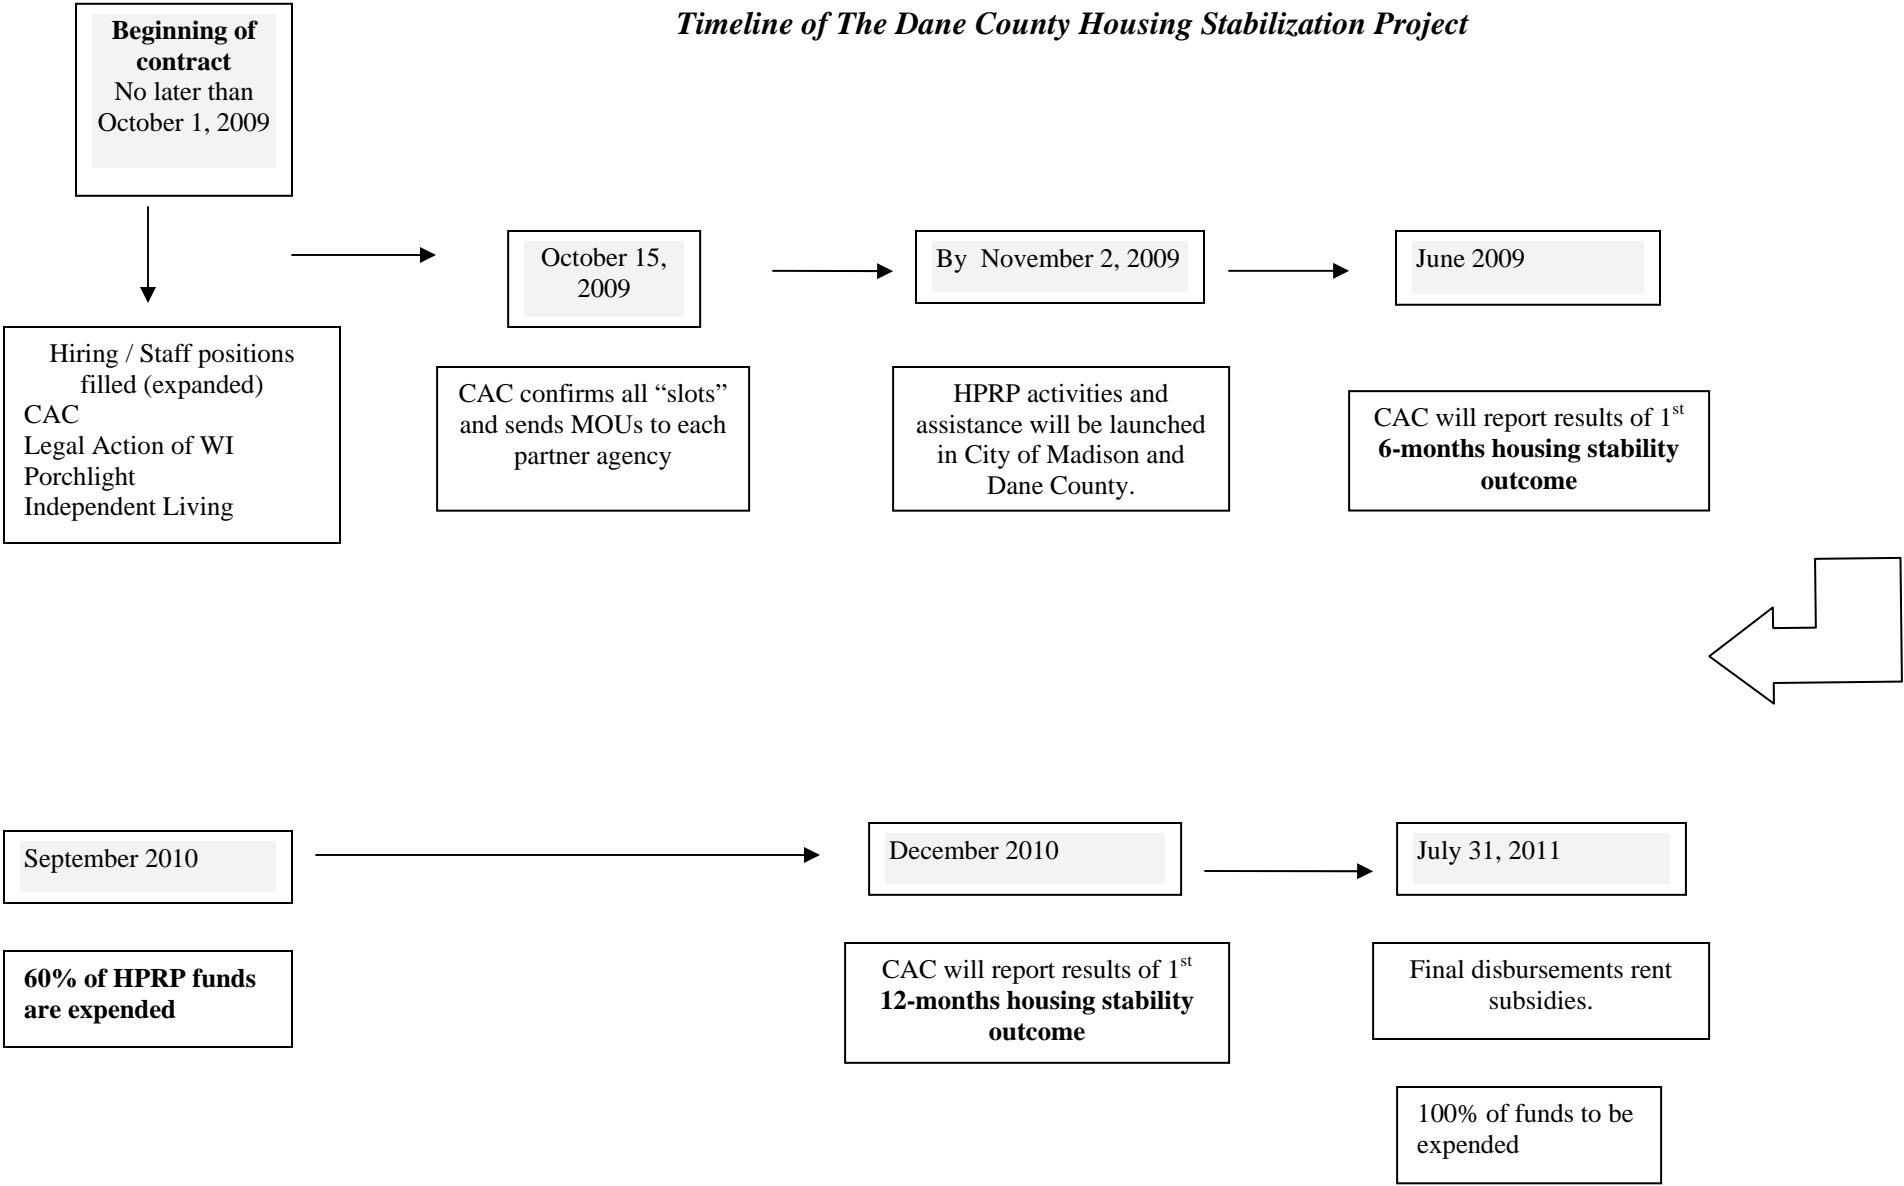 Timeline of The Dane County Housing Stabilization Project
Beginning of
contract
No later than
October 1, 2009
Hiring / Staff positions
filled (expanded)
CAC
Legal Action of WI
Porchlight
Independent Living
October 15,
2009
CAC confirms all “slots”
and sends MOUs to each
partner agency
By  November 2, 2009
HPRP activities and
assistance will be launched
in City of Madison and
Dane County.
June 2009
CAC will report results of 1st
6-months housing stability
outcome
September 2010
60% of HPRP funds
are expended
December 2010
CAC will report results of 1st
12-months housing stability
outcome
July 31, 2011
Final disbursements rent
subsidies.
100% of funds to be
expended